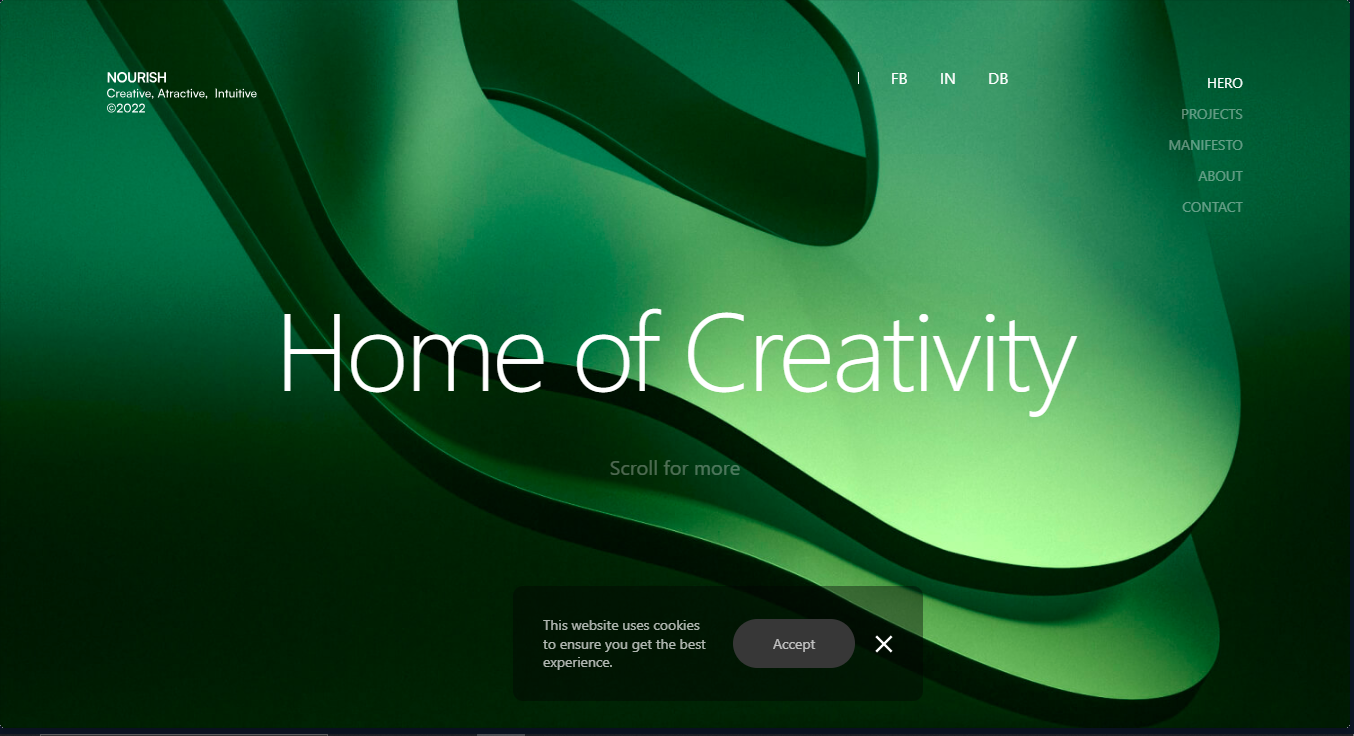 NOURISH
Creative, Atractive, Intuitive
©2022
| FB IN DB
HERO
PROJECTS
MANIFESTO
ABOUT
CONTACT
Home of Creativity
Scroll for more
This website uses cookies
to ensure you get the best
experience.
Accept